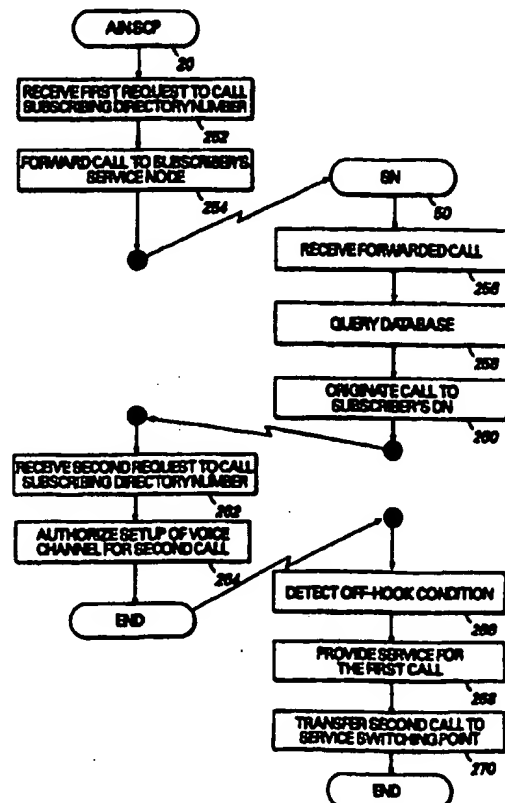 AIN SCP
20
RECEIVE FIRST REQUEST TO CALL
SUBSCRIBING DIRECTORY NUMBER
252
FORWARD CALL TO SUBSCRIBER'S
SERVICE NODE
254
SN
50
RECEIVE FORWARDED CALL
256
QUERY DATABASE
258
ORIGINATE CALL TO
SUBSCRIBER'S DN
260
RECEIVE SECOND REQUEST TO CALL
SUBSCRIBING DIRECTORY NUMBER
262
AUTHORIZE SETUP OF VOICE
CHANNEL FOR SECOND CALL
264
END
DETECT OFF-HOOK CONDITION
266
PROVIDE SERVICE FOR
THE FIRST CALL
268
TRANSFER SECOND CALL TO
SERVICE SWITCHING POINT
270
END